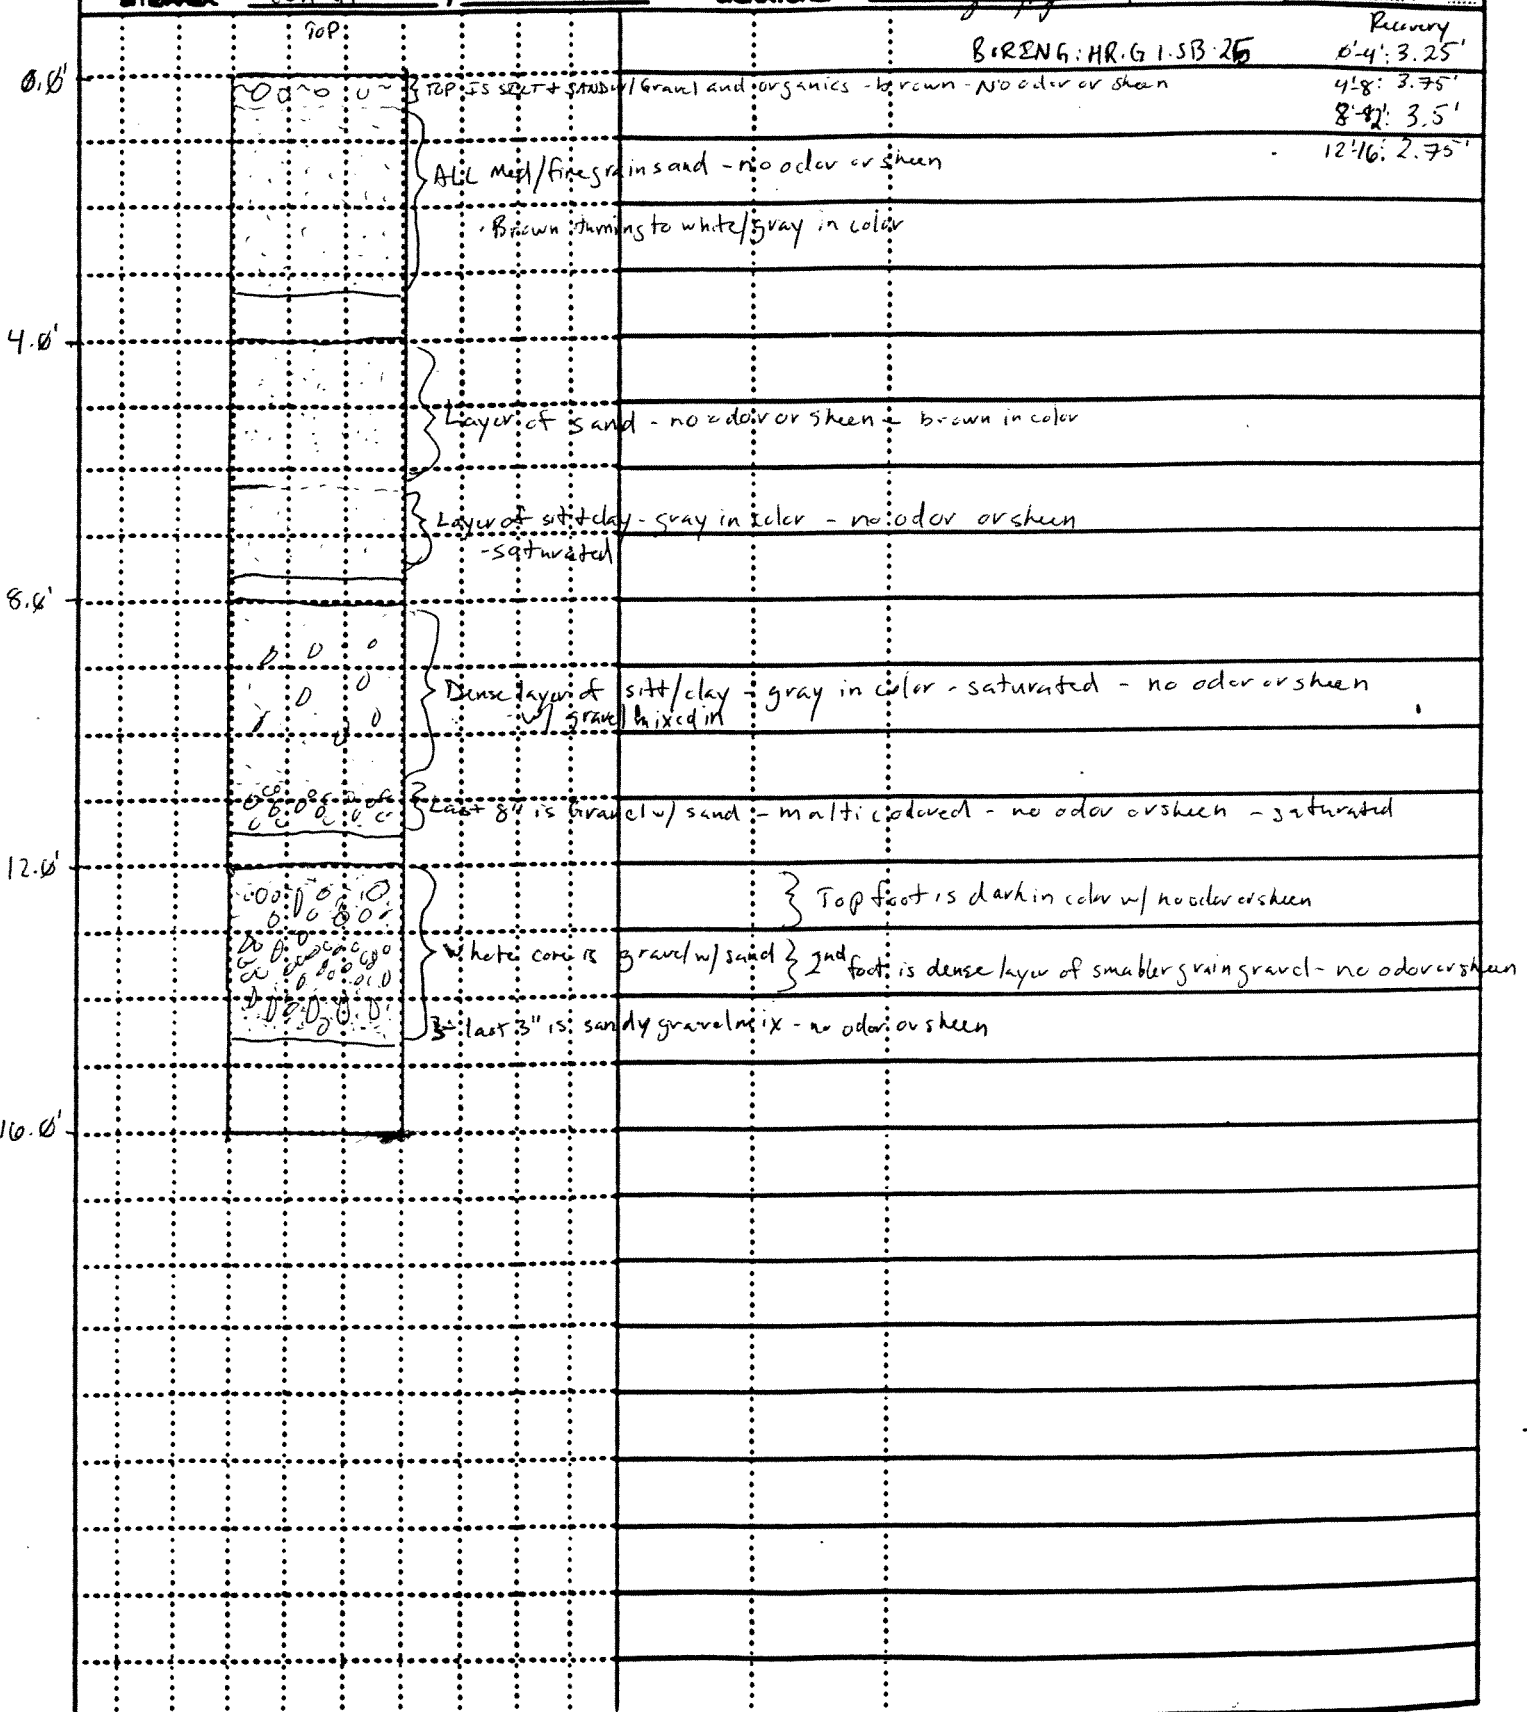 TOP
Recovery
BORING: HR.G1.SB.25
0'-4': 3.25'
0.0'
TOP IS SILT & SAND w/ Gravel and organics - brown - No odor or sheen
4'-8': 3.75'
8'-12': 3.5'
12'-16': 2.75'
ALL Med/fine grain sand - no odor or sheen
- Brown turning to white/gray in color
4.0'
Layer of sand - no odor or sheen - brown in color
Layer of silt & clay - gray in color - no odor or sheen
- saturated
8.0'
Dense layer of silt/clay - gray in color - saturated - no odor or sheen
- w/ gravel mixed in
Last 8" is Gravel w/ sand - multi colored - no odor or sheen - saturated
12.0'
Top foot is dark in color w/ no odor or sheen
Whole core is gravel w/ sand
2nd foot is dense layer of smaller grain gravel - no odor or sheen
last 3" is sandy gravel mix - no odor or sheen
16.0'